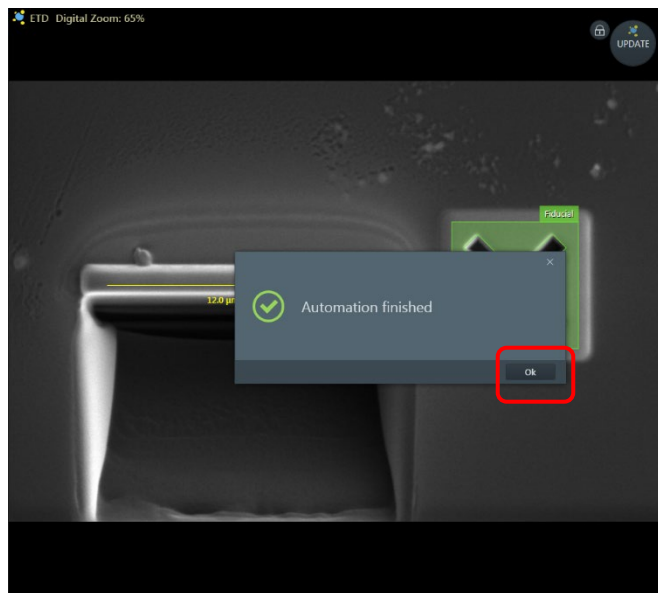 ETD Digital Zoom: 65%
UPDATE
Fiducial
12.0 µm
Automation finished
Ok